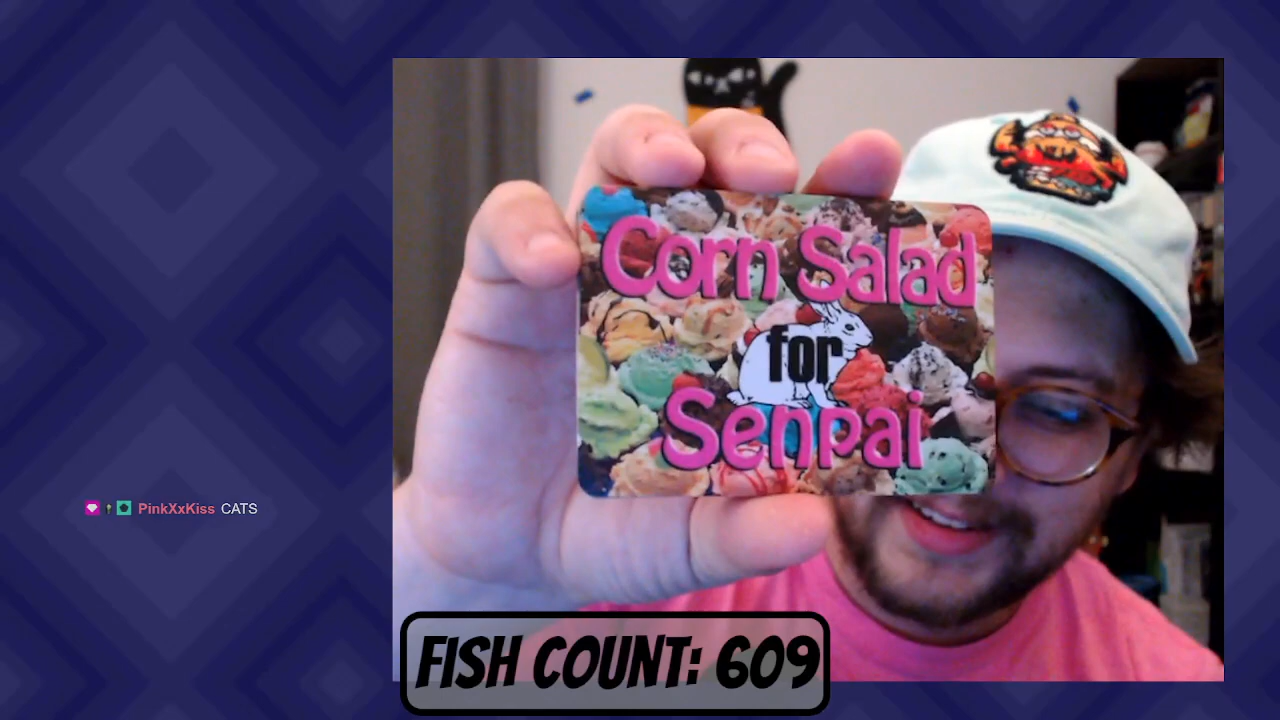 Corn Salad
for
Senpai
PinkXxKiss CATS
FISH COUNT: 609